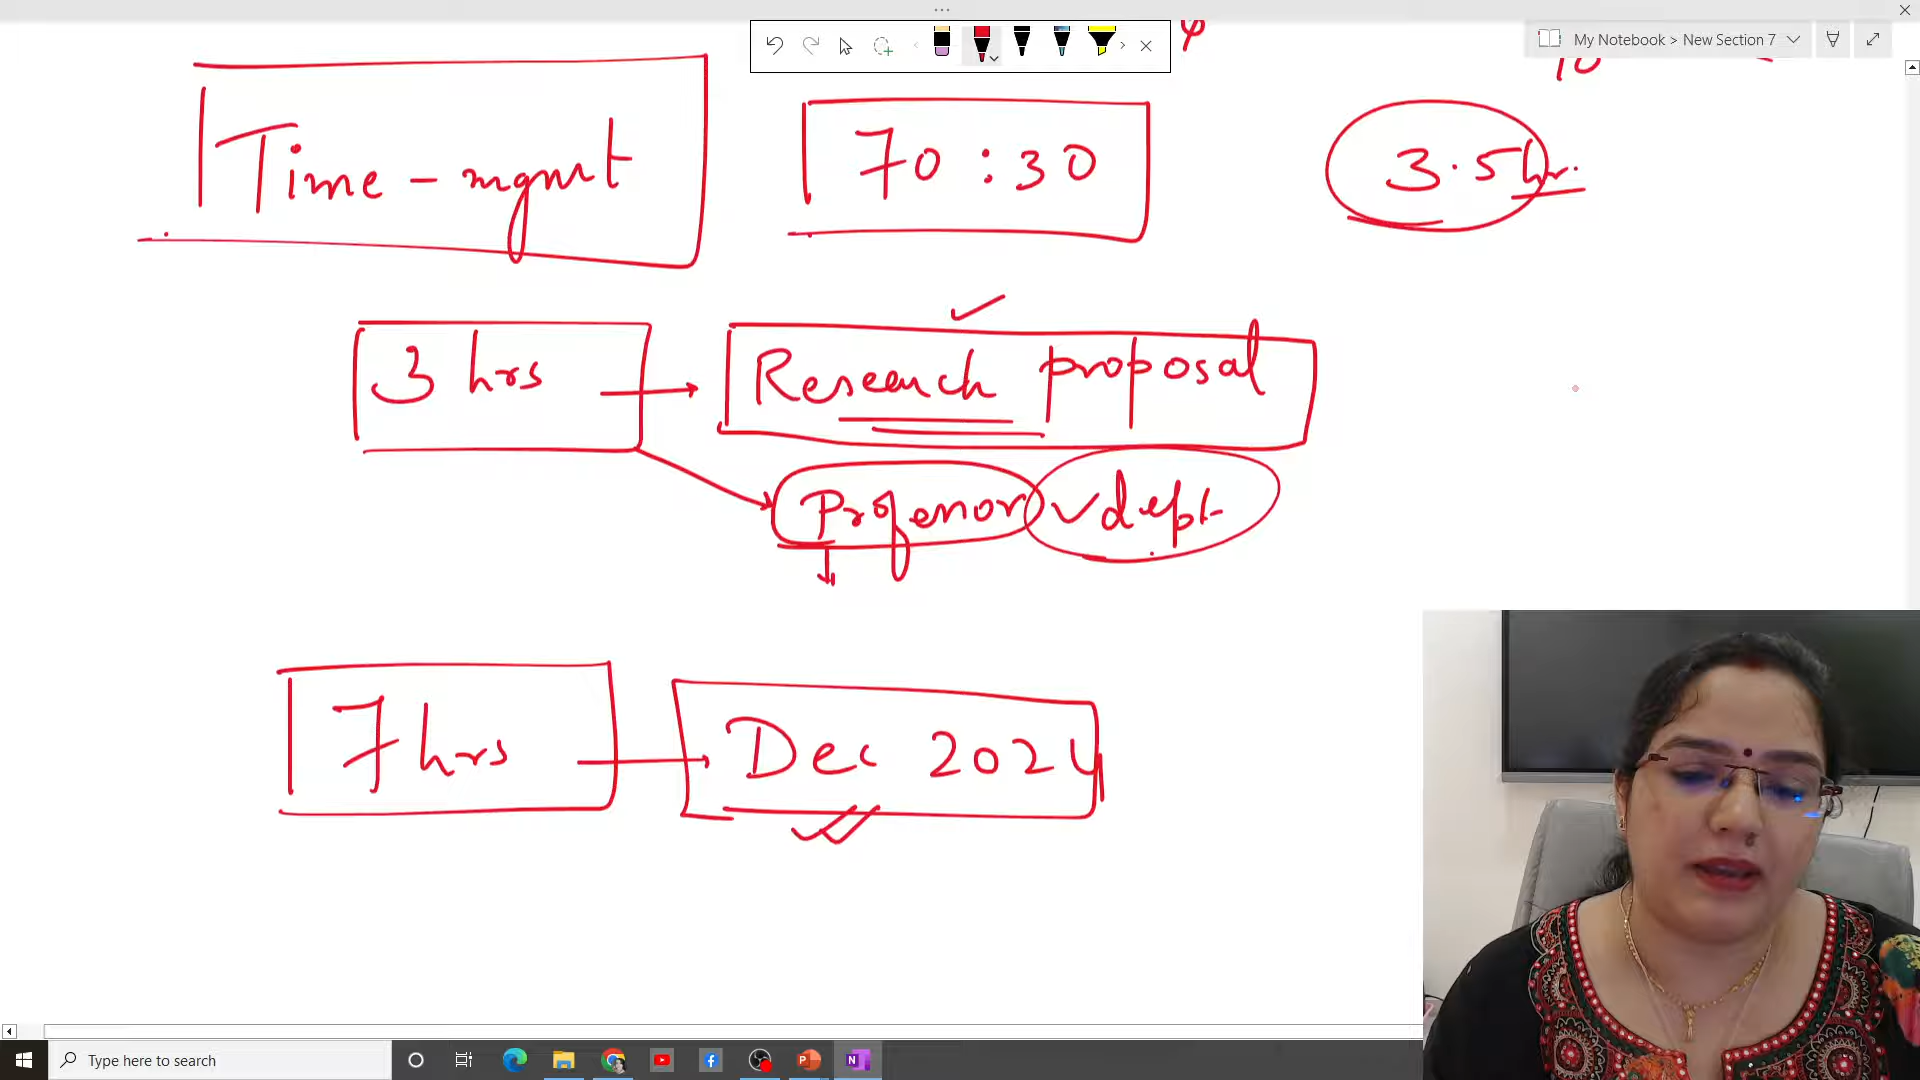 My Notebook > New Section 7
Time - mgmt 70 : 30 3.5 hr.
3 hrs Research proposal
Professor dept
7 hrs Dec 2024
Type here to search